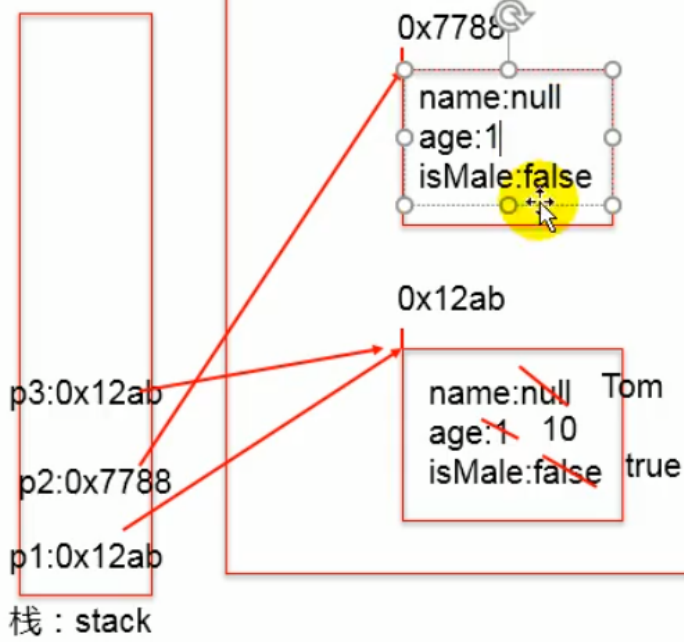 0x7788
name:null
age:1
isMale:false
0x12ab
name:null Tom
age:1 10
isMale:false true
p3:0x12ab
p2:0x7788
p1:0x12ab
栈：stack